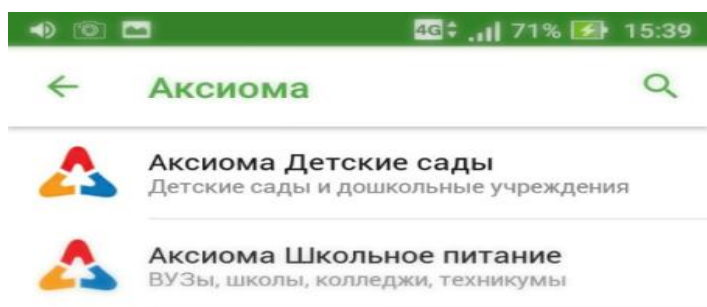 4G 71% 15:39
Аксиома
Аксиома Детские сады
Детские сады и дошкольные учреждения
Аксиома Школьное питание
ВУЗы, школы, колледжи, техникумы